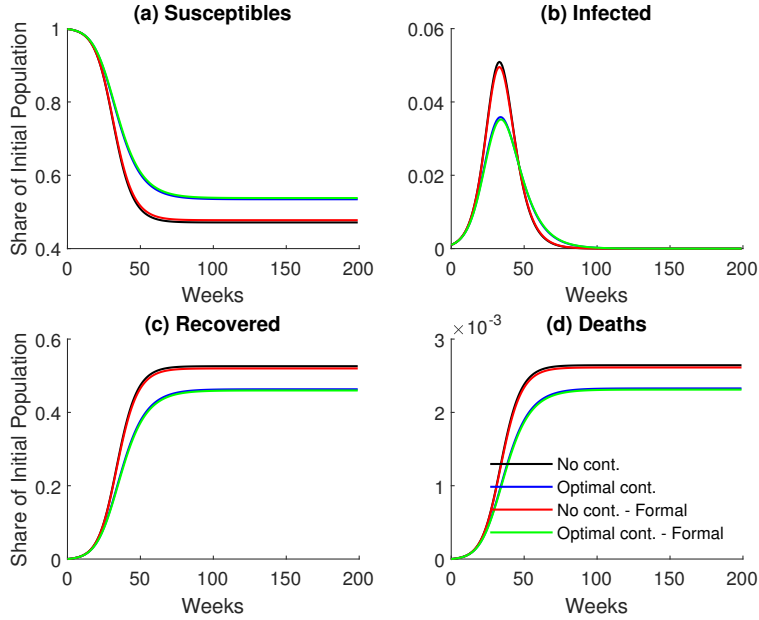 (a) Susceptibles
Share of Initial Population
1
0.8
0.6
0.4
0 50 100 150 200
Weeks
(b) Infected
0.06
0.04
0.02
0
0 50 100 150 200
Weeks
(c) Recovered
Share of Initial Population
0.6
0.4
0.2
0
0 50 100 150 200
Weeks
(d) Deaths
× 10⁻³
3
2
1
0
No cont.
Optimal cont.
No cont. - Formal
Optimal cont. - Formal
0 50 100 150 200
Weeks